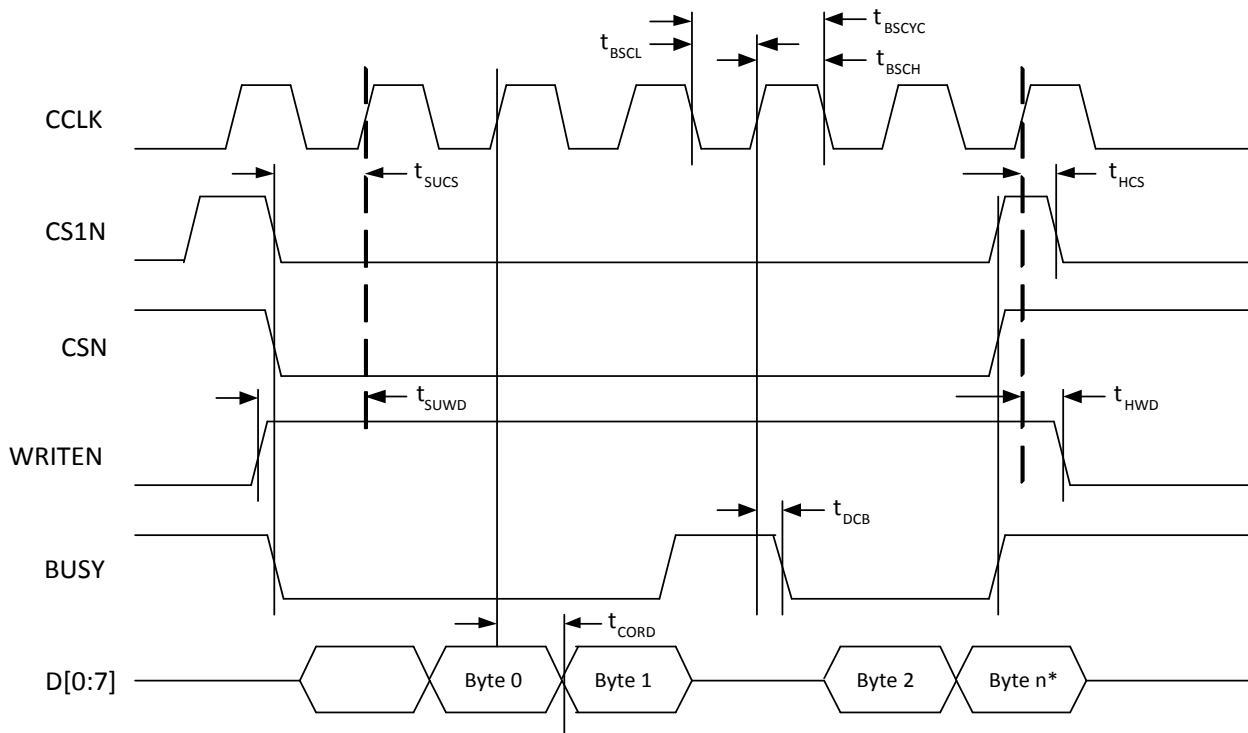 tBSCYC
tBSCL
tBSCH
CCLK
tSUCS
tHCS
CS1N
CSN
tSUWD
tHWD
WRITEN
tDCB
BUSY
tCORD
D[0:7]
Byte 0
Byte 1
Byte 2
Byte n*